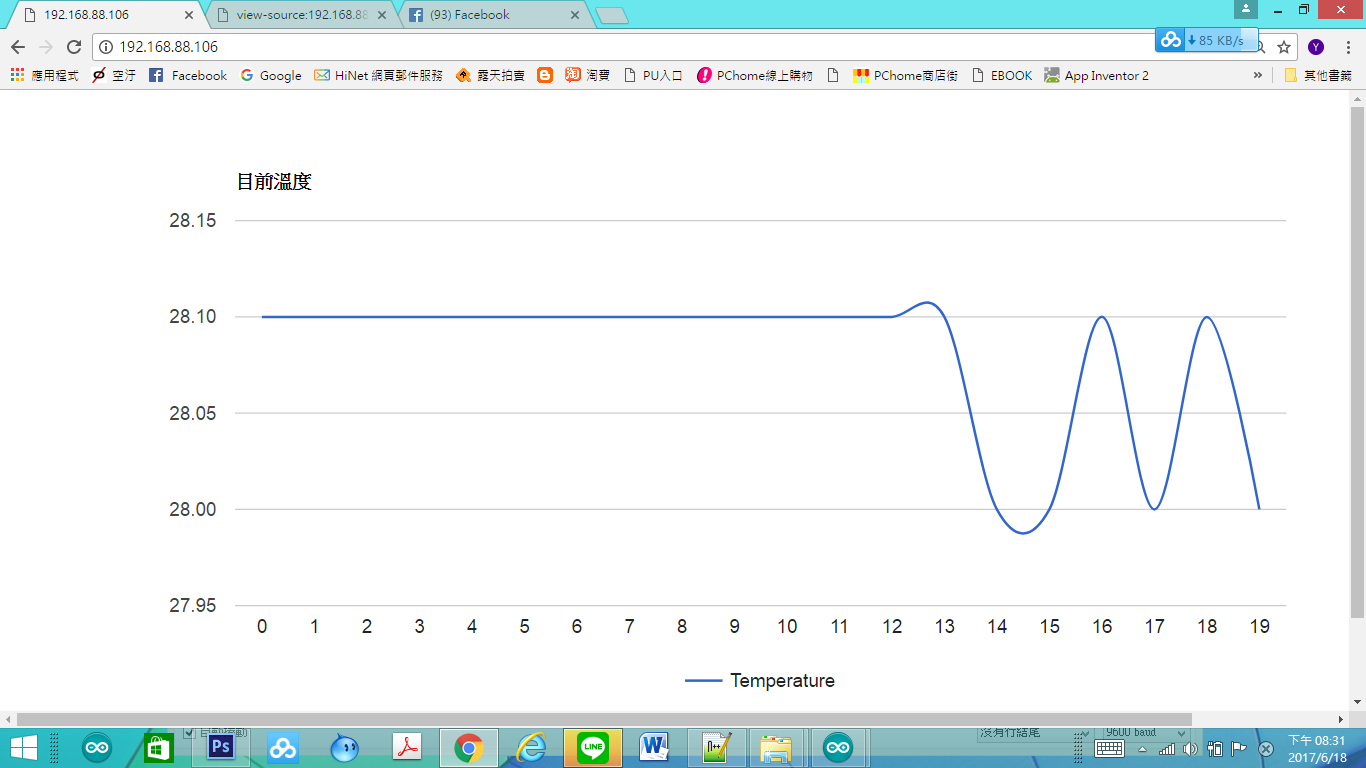 192.168.88.106
view-source:192.168.88
(93) Facebook
192.168.88.106
85 KB/s
Y
應用程式 空汙 Facebook Google HiNet 網頁郵件服務 露天拍賣 淘寶 PU入口 PChome線上購物 PChome商店街 EBOOK App Inventor 2 » 其他書籤
目前溫度
28.15
28.10
28.05
28.00
27.95
0 1 2 3 4 5 6 7 8 9 10 11 12 13 14 15 16 17 18 19
Temperature
自動捲動
沒有行結尾
9600 baud
Ps
LINE
下午 08:31
2017/6/18